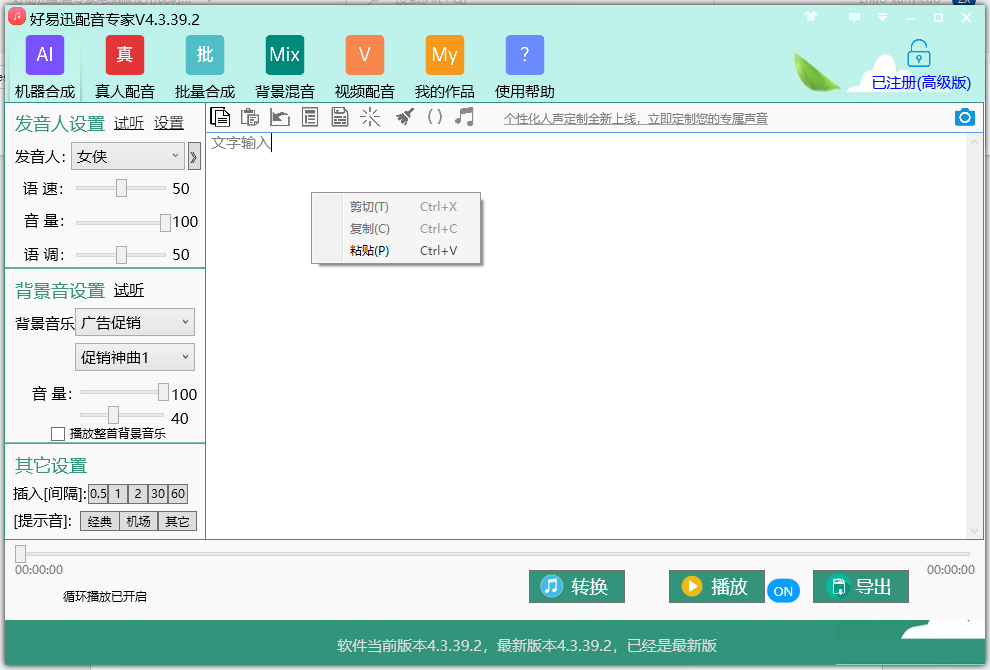 好易迅配音专家V4.3.39.2
AI 真 批 Mix V My ?
机器合成 真人配音 批量合成 背景混音 视频配音 我的作品 使用帮助
已注册(高级版)
发音人设置 试听 设置
个性化人声定制全新上线，立即定制您的专属声音
发音人: 女侠 》
语 速: 50
音 量: 100
语 调: 50
文字输入
剪切(T) Ctrl+X
复制(C) Ctrl+C
粘贴(P) Ctrl+V
背景音设置 试听
背景音乐 广告促销
促销神曲1
音 量: 100
40
播放整首背景音乐
其它设置
插入[间隔]: 0.5 1 2 30 60
[提示音]: 经典 机场 其它
00:00:00 00:00:00
循环播放已开启
转换 播放 ON 导出
软件当前版本4.3.39.2，最新版本4.3.39.2，已经是最新版